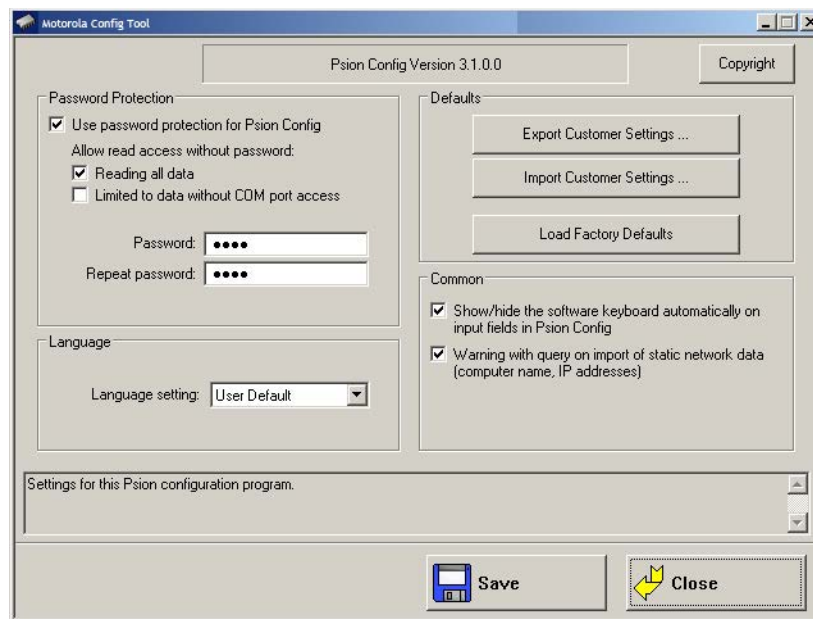 Motorola Config Tool
Psion Config Version 3.1.0.0
Copyright
Password Protection
Use password protection for Psion Config
Allow read access without password:
Reading all data
Limited to data without COM port access
Password: ●●●●
Repeat password: ●●●●
Language
Language setting: User Default
Defaults
Export Customer Settings ...
Import Customer Settings ...
Load Factory Defaults
Common
Show/hide the software keyboard automatically on
input fields in Psion Config
Warning with query on import of static network data
(computer name, IP addresses)
Settings for this Psion configuration program.
Save
Close